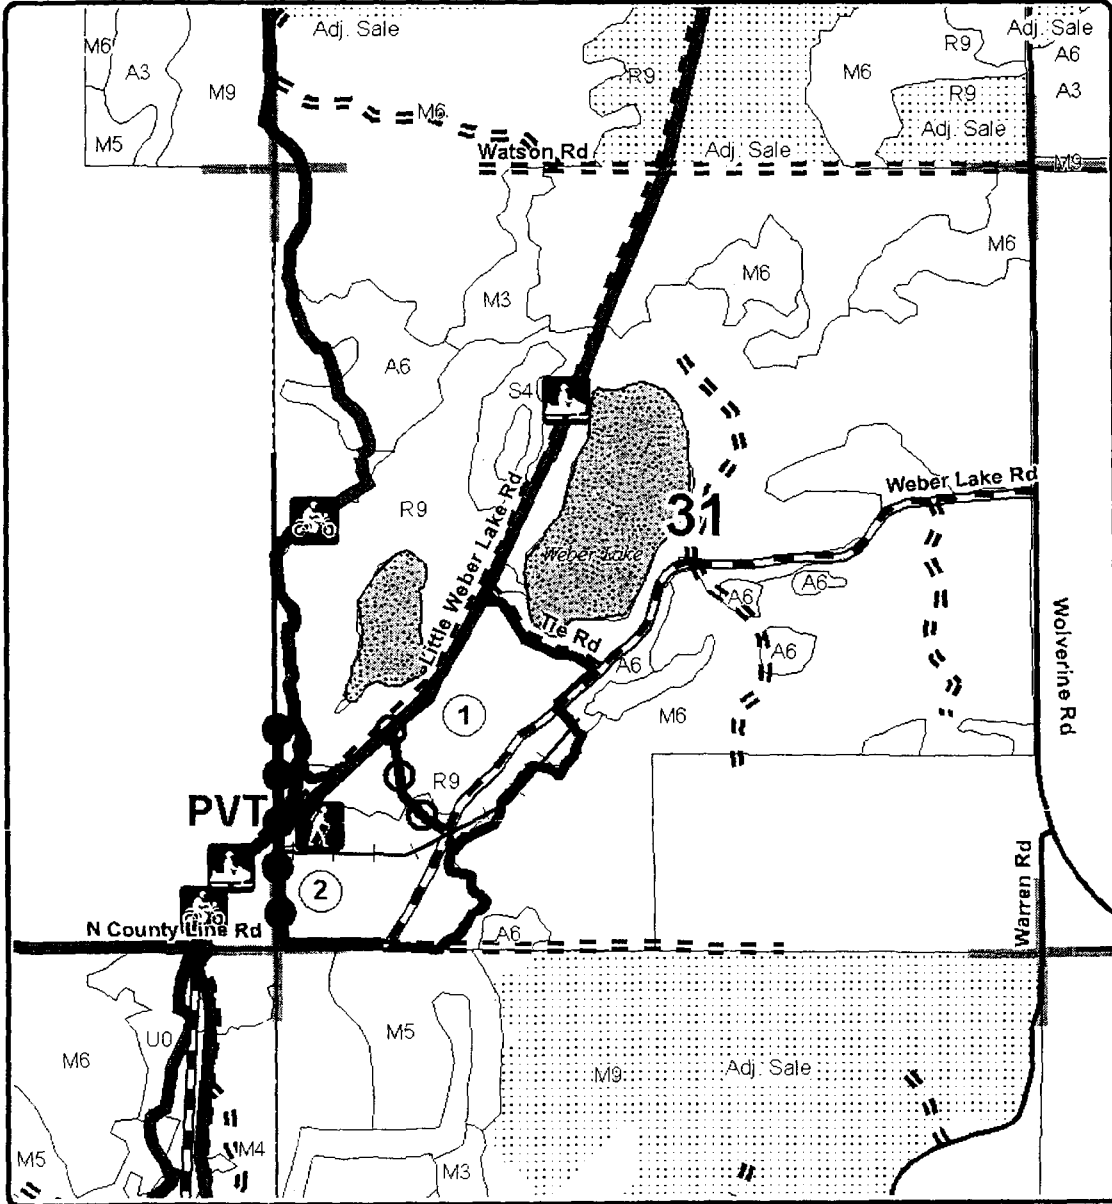 Adj. Sale
Adj. Sale
M6
A3
M9
M5
M6
R9
M6
R9
A6
R9
A3
Adj. Sale
Watson Rd
Adj. Sale
M9
M6
M6
M3
A6
S4
Weber Lake Rd
R9
31
Little Weber Lake Rd
Weber Lake
A6
A6
Tie Rd
A6
A6
Wolverine Rd
1
M6
R9
PVT
2
Warren Rd
N County Line Rd
A6
M5
U0
M6
M9
Adj. Sale
M5
M4
M3